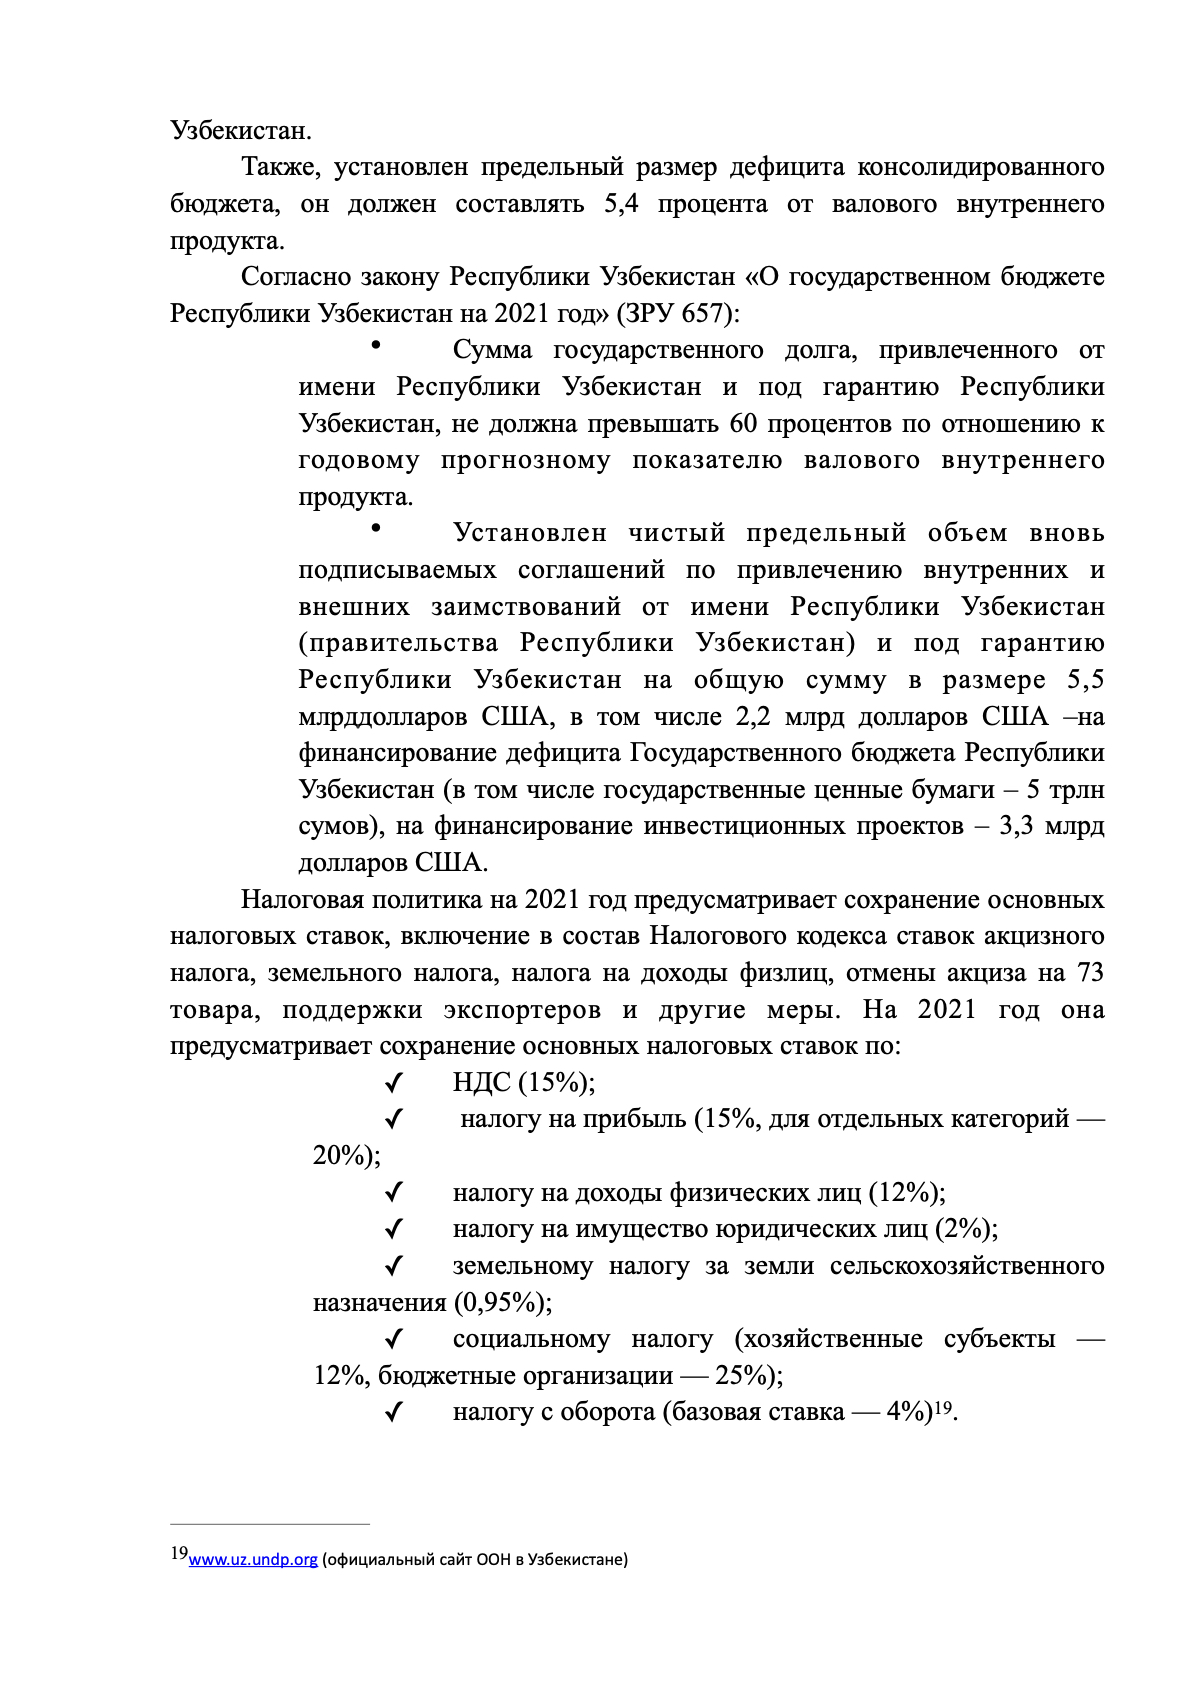 Узбекистан.
Также, установлен предельный размер дефицита консолидированного
бюджета, он должен составлять 5,4 процента от валового внутреннего
продукта.
Согласно закону Республики Узбекистан «О государственном бюджете
Республики Узбекистан на 2021 год» (ЗРУ 657):
• Сумма государственного долга, привлеченного от
имени Республики Узбекистан и под гарантию Республики
Узбекистан, не должна превышать 60 процентов по отношению к
годовому прогнозному показателю валового внутреннего
продукта.
• Установлен чистый предельный объем вновь
подписываемых соглашений по привлечению внутренних и
внешних заимствований от имени Республики Узбекистан
(правительства Республики Узбекистан) и под гарантию
Республики Узбекистан на общую сумму в размере 5,5
млрддолларов США, в том числе 2,2 млрд долларов США –на
финансирование дефицита Государственного бюджета Республики
Узбекистан (в том числе государственные ценные бумаги – 5 трлн
сумов), на финансирование инвестиционных проектов – 3,3 млрд
долларов США.
Налоговая политика на 2021 год предусматривает сохранение основных
налоговых ставок, включение в состав Налогового кодекса ставок акцизного
налога, земельного налога, налога на доходы физлиц, отмены акциза на 73
товара, поддержки экспортеров и другие меры. На 2021 год она
предусматривает сохранение основных налоговых ставок по:
✓ НДС (15%);
✓ налогу на прибыль (15%, для отдельных категорий —
20%);
✓ налогу на доходы физических лиц (12%);
✓ налогу на имущество юридических лиц (2%);
✓ земельному налогу за земли сельскохозяйственного
назначения (0,95%);
✓ социальному налогу (хозяйственные субъекты —
12%, бюджетные организации — 25%);
✓ налогу с оборота (базовая ставка — 4%)19.
19www.uz.undp.org (официальный сайт ООН в Узбекистане)